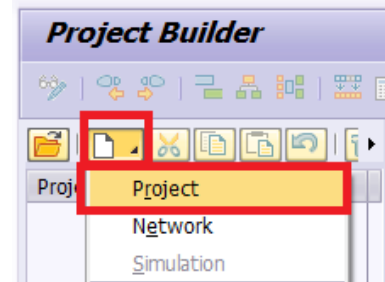 Project Builder
Proj
Project
Network
Simulation